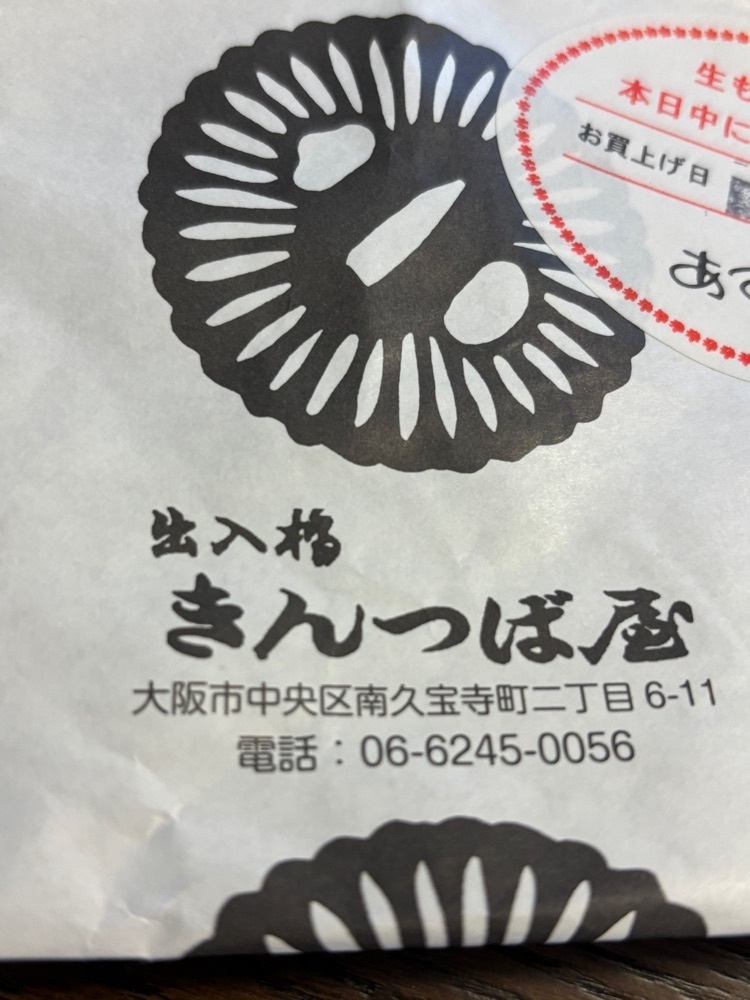 生も
本日中に
お買上げ日
あず
出入橋
きんつば屋
大阪市中央区南久宝寺町二丁目6-11
電話：06-6245-0056